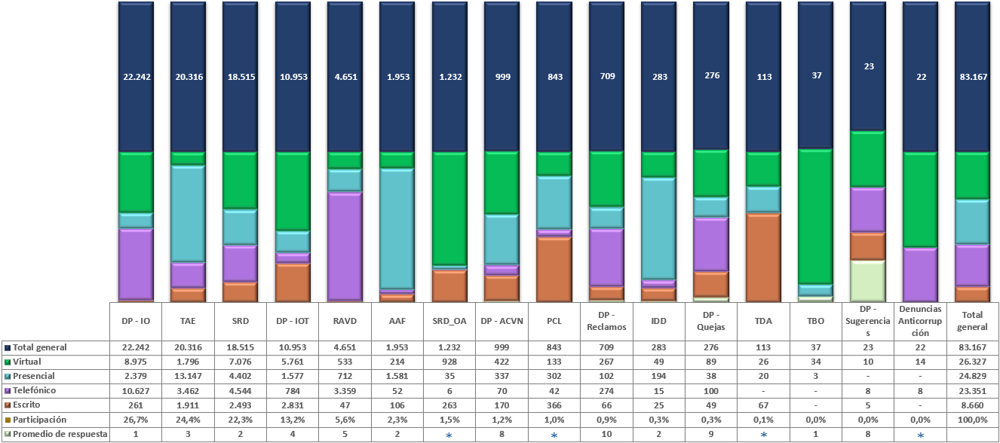 22.242 20.316 18.515 10.953 4.651 1.953 1.232 999 843 709 283 276 113 37 23 22 83.167
DP - IO TAE SRD DP - IOT RAVD AAF SRD_OA DP - ACVN PCL DP - Reclamos IDD DP - Quejas TDA TBO DP - Sugerencias Denuncias Anticorrupción Total general
Total general 22.242 20.316 18.515 10.953 4.651 1.953 1.232 999 843 709 283 276 113 37 23 22 83.167
Virtual 8.975 1.796 7.076 5.761 533 214 928 422 133 267 49 89 26 34 10 14 26.327
Presencial 2.379 13.147 4.402 1.577 712 1.581 35 337 302 102 194 38 20 3 - - 24.829
Telefónico 10.627 3.462 4.544 784 3.359 52 6 70 42 274 15 100 - - 8 8 23.351
Escrito 261 1.911 2.493 2.831 47 106 263 170 366 66 25 49 67 - 5 - 8.660
Participación 26,7% 24,4% 22,3% 13,2% 5,6% 2,3% 1,5% 1,2% 1,0% 0,9% 0,3% 0,3% 0,1% 0,0% 0,0% 0,0% 100,0%
Promedio de respuesta 1 3 2 4 5 2 * 8 * 10 2 9 * 1 8 *